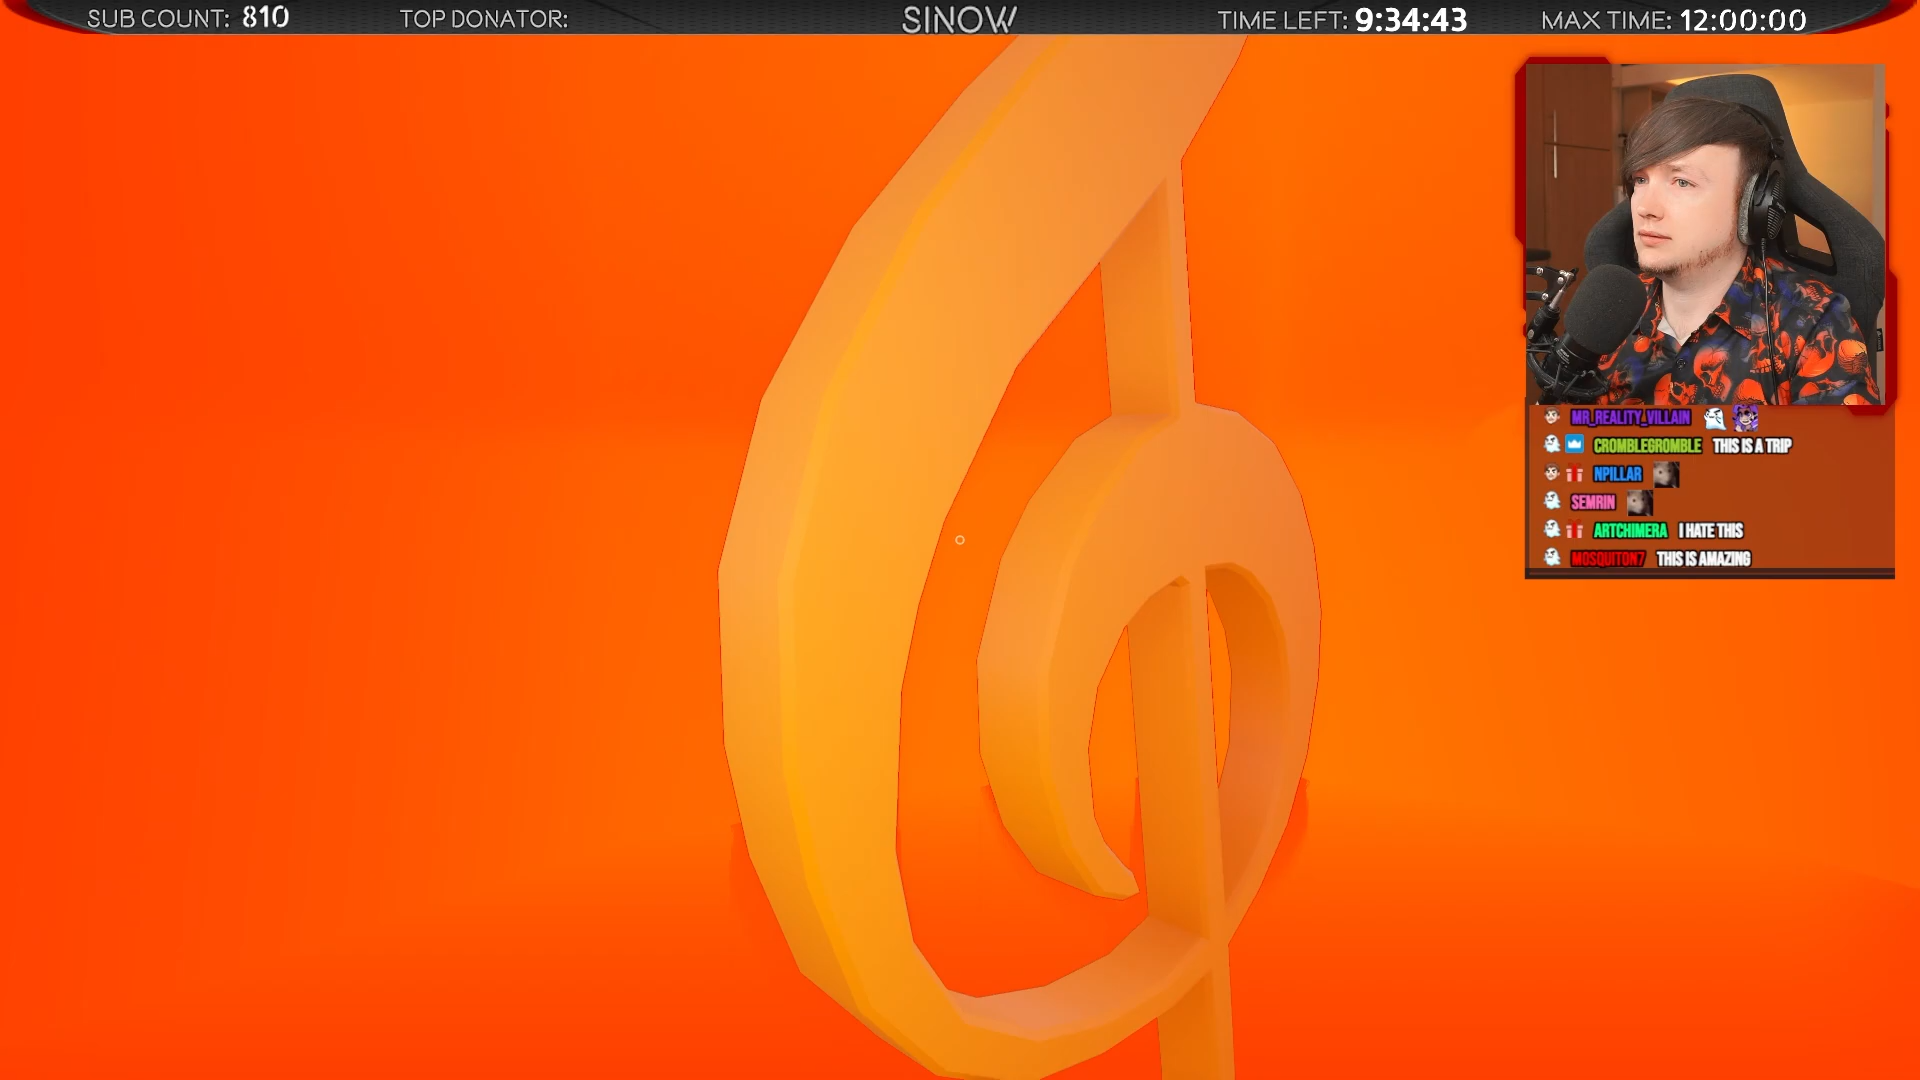 SUB COUNT: 810 TOP DONATOR: SINOW TIME LEFT: 9:34:43 MAX TIME: 12:00:00
MR_REALITY_VILLAIN
CROMBLEGROMBLE THIS IS A TRIP
NPILLAR
SEMRIN
ARTCHIMERA I HATE THIS
MOSQUITON7 THIS IS AMAZING